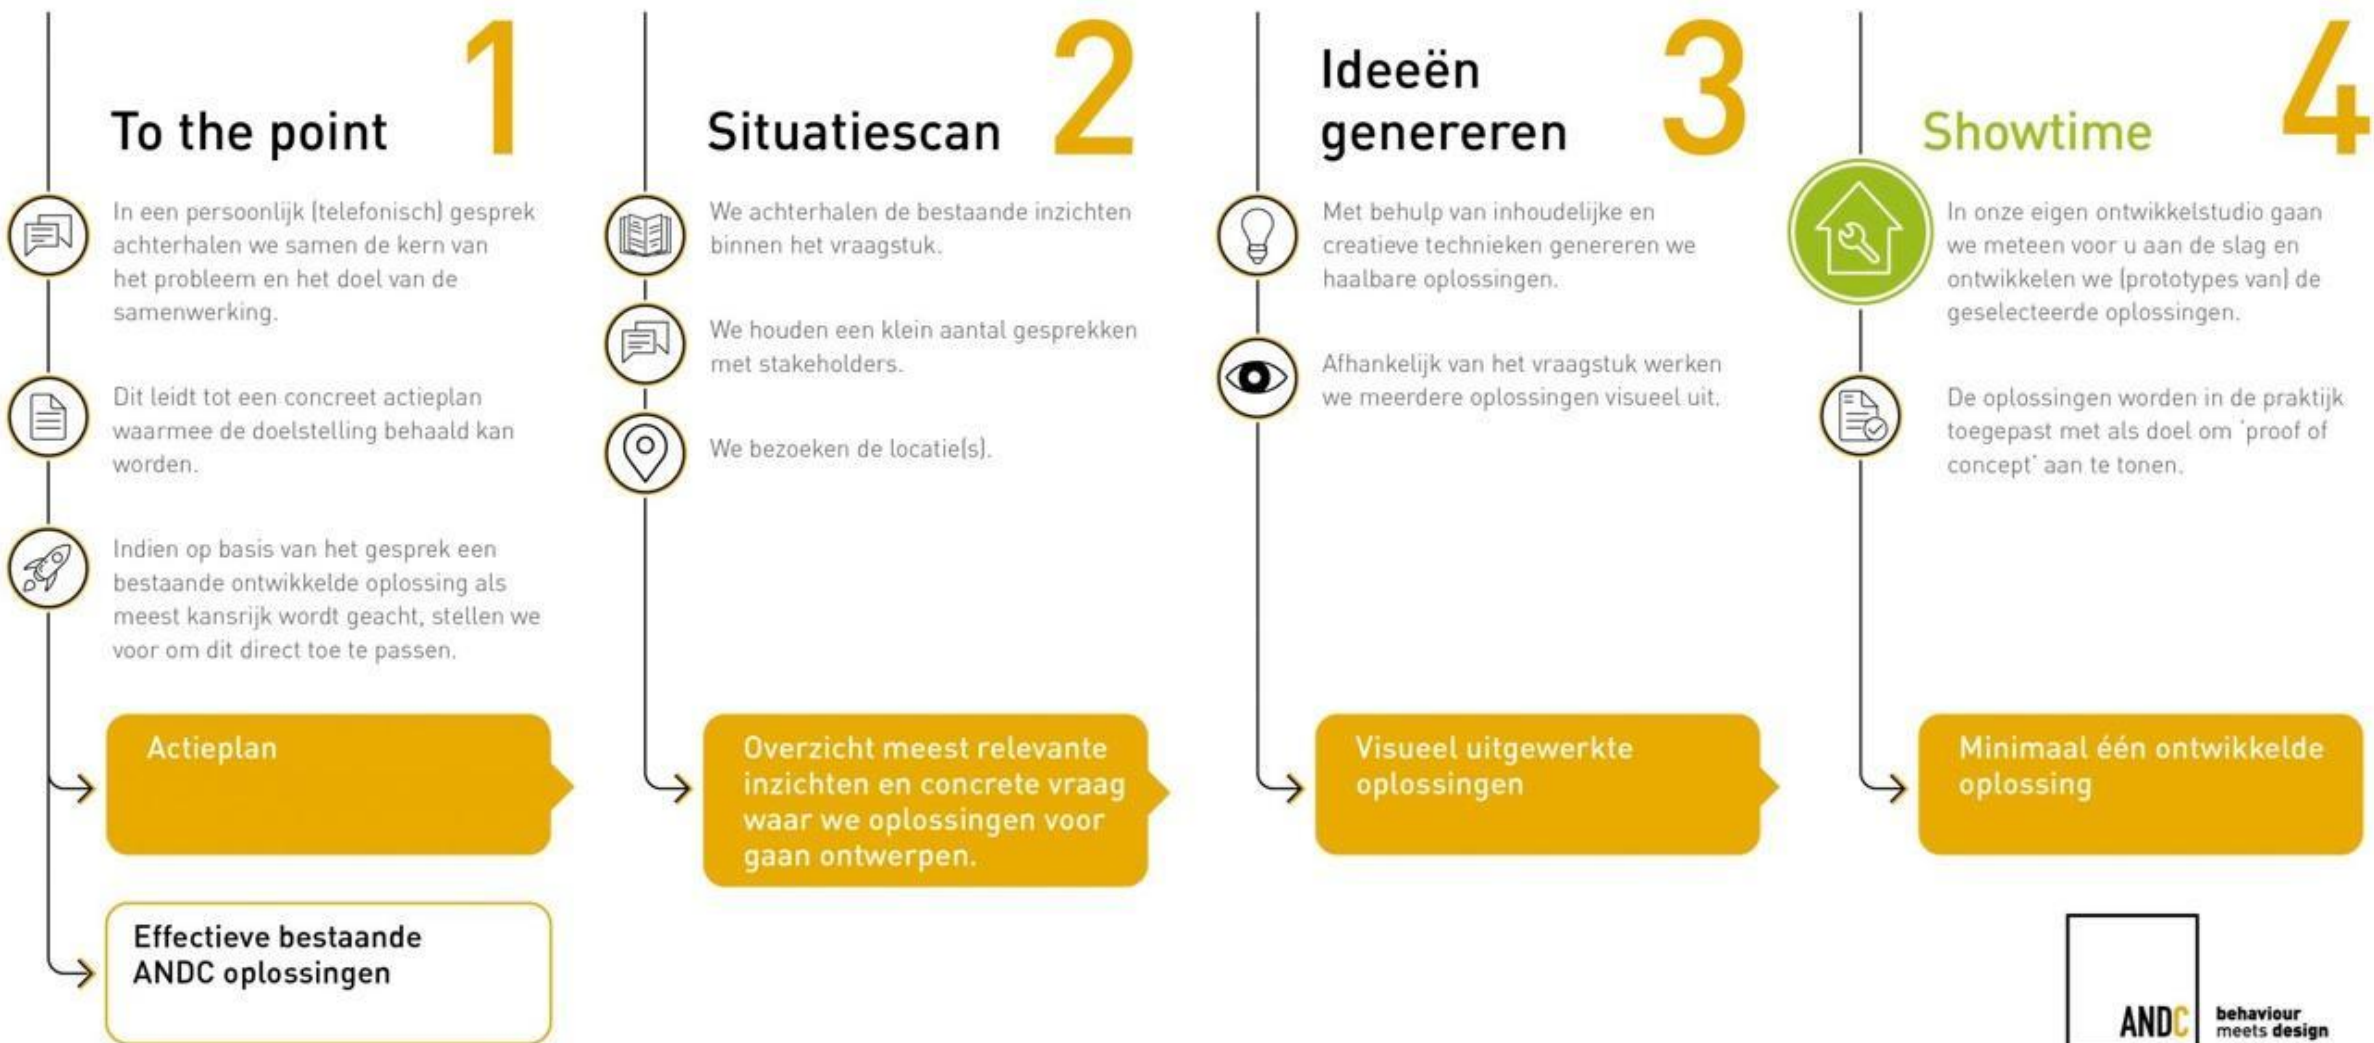 1
To the point
In een persoonlijk (telefonisch) gesprek
achterhalen we samen de kern van
het probleem en het doel van de
samenwerking.
Dit leidt tot een concreet actieplan
waarmee de doelstelling behaald kan
worden.
Indien op basis van het gesprek een
bestaande ontwikkelde oplossing als
meest kansrijk wordt geacht, stellen we
voor om dit direct toe te passen.
Actieplan
Effectieve bestaande
ANDC oplossingen
2
Situatiescan
We achterhalen de bestaande inzichten
binnen het vraagstuk.
We houden een klein aantal gesprekken
met stakeholders.
We bezoeken de locatie(s).
Overzicht meest relevante
inzichten en concrete vraag
waar we oplossingen voor
gaan ontwerpen.
3
Ideeën
genereren
Met behulp van inhoudelijke en
creatieve technieken genereren we
haalbare oplossingen.
Afhankelijk van het vraagstuk werken
we meerdere oplossingen visueel uit.
Visueel uitgewerkte
oplossingen
4
Showtime
In onze eigen ontwikkelstudio gaan
we meteen voor u aan de slag en
ontwikkelen we (prototypes van) de
geselecteerde oplossingen.
De oplossingen worden in de praktijk
toegepast met als doel om 'proof of
concept' aan te tonen.
Minimaal één ontwikkelde
oplossing
ANDC
behaviour
meets design